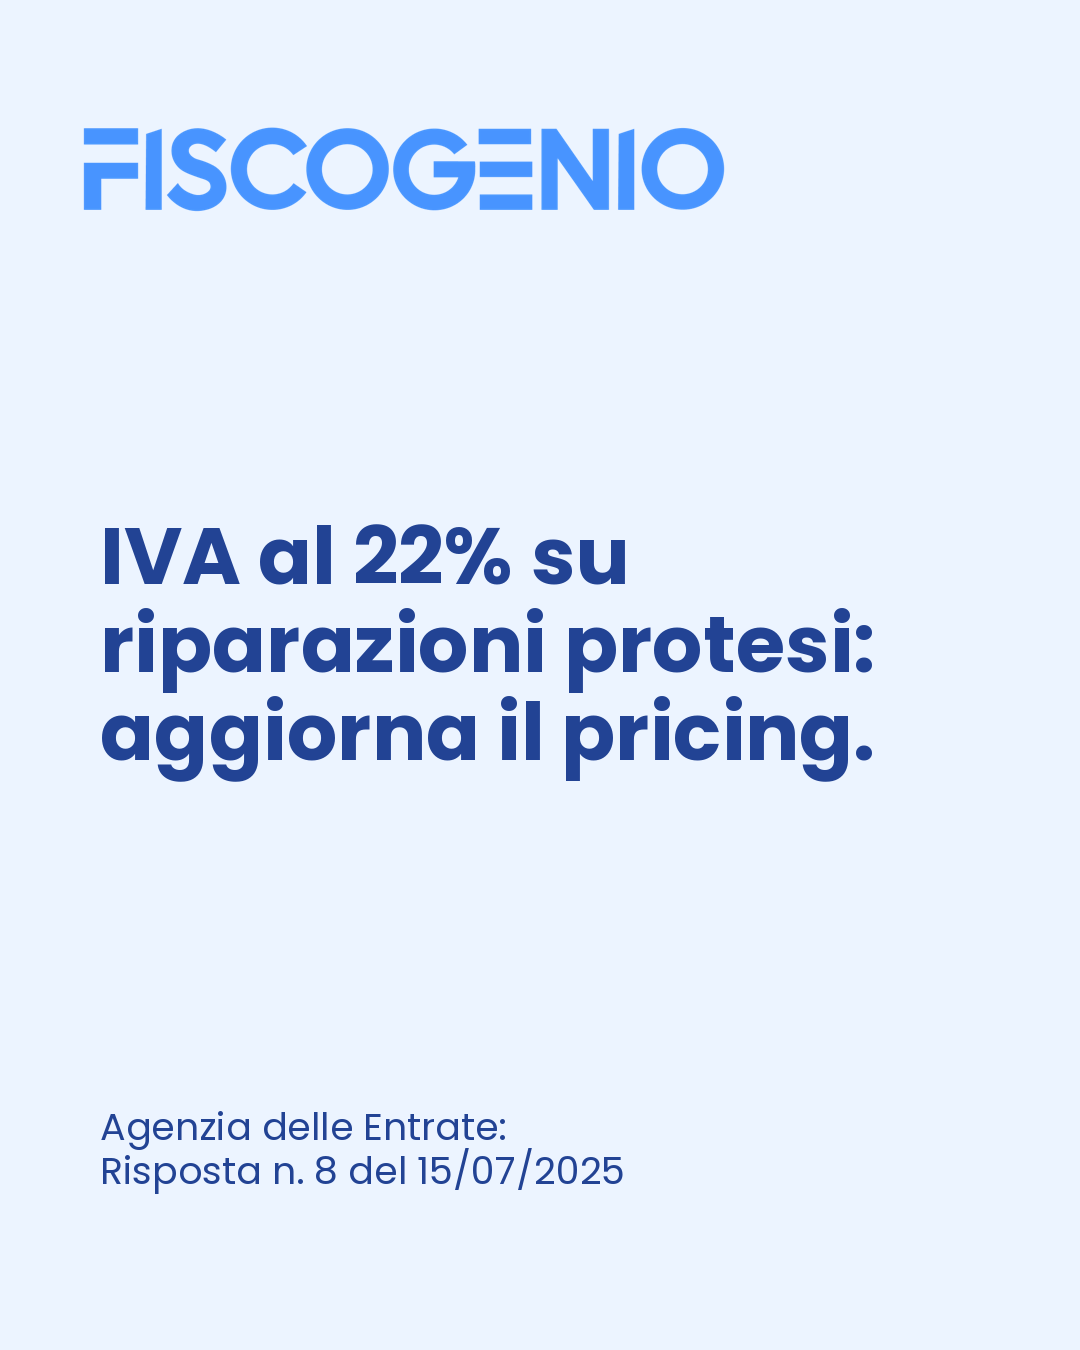 FISCOGENIO
IVA al 22% su
riparazioni protesi:
aggiorna il pricing.
Agenzia delle Entrate:
Risposta n. 8 del 15/07/2025